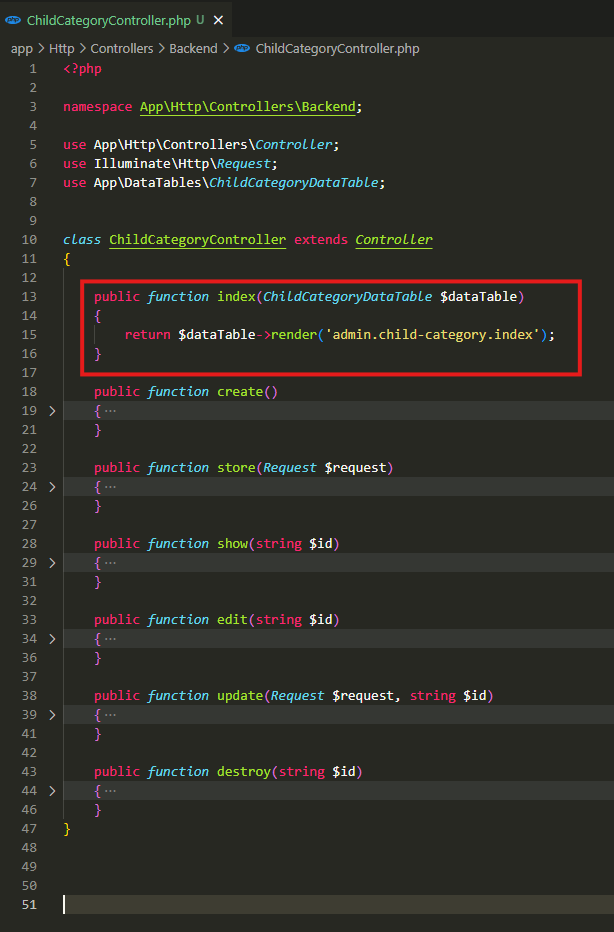 php ChildCategoryController.php U ×
app > Http > Controllers > Backend > php ChildCategoryController.php
1 <?php
2
3 namespace App\Http\Controllers\Backend;
4
5 use App\Http\Controllers\Controller;
6 use Illuminate\Http\Request;
7 use App\DataTables\ChildCategoryDataTable;
8
9
10 class ChildCategoryController extends Controller
11 {
12
13 public function index(ChildCategoryDataTable $dataTable)
14 {
15 return $dataTable->render('admin.child-category.index');
16 }
17
18 public function create()
19 > { ...
21 }
22
23 public function store(Request $request)
24 > { ...
26 }
27
28 public function show(string $id)
29 > { ...
31 }
32
33 public function edit(string $id)
34 > { ...
36 }
37
38 public function update(Request $request, string $id)
39 > { ...
41 }
42
43 public function destroy(string $id)
44 > { ...
46 }
47 }
48
49
50
51